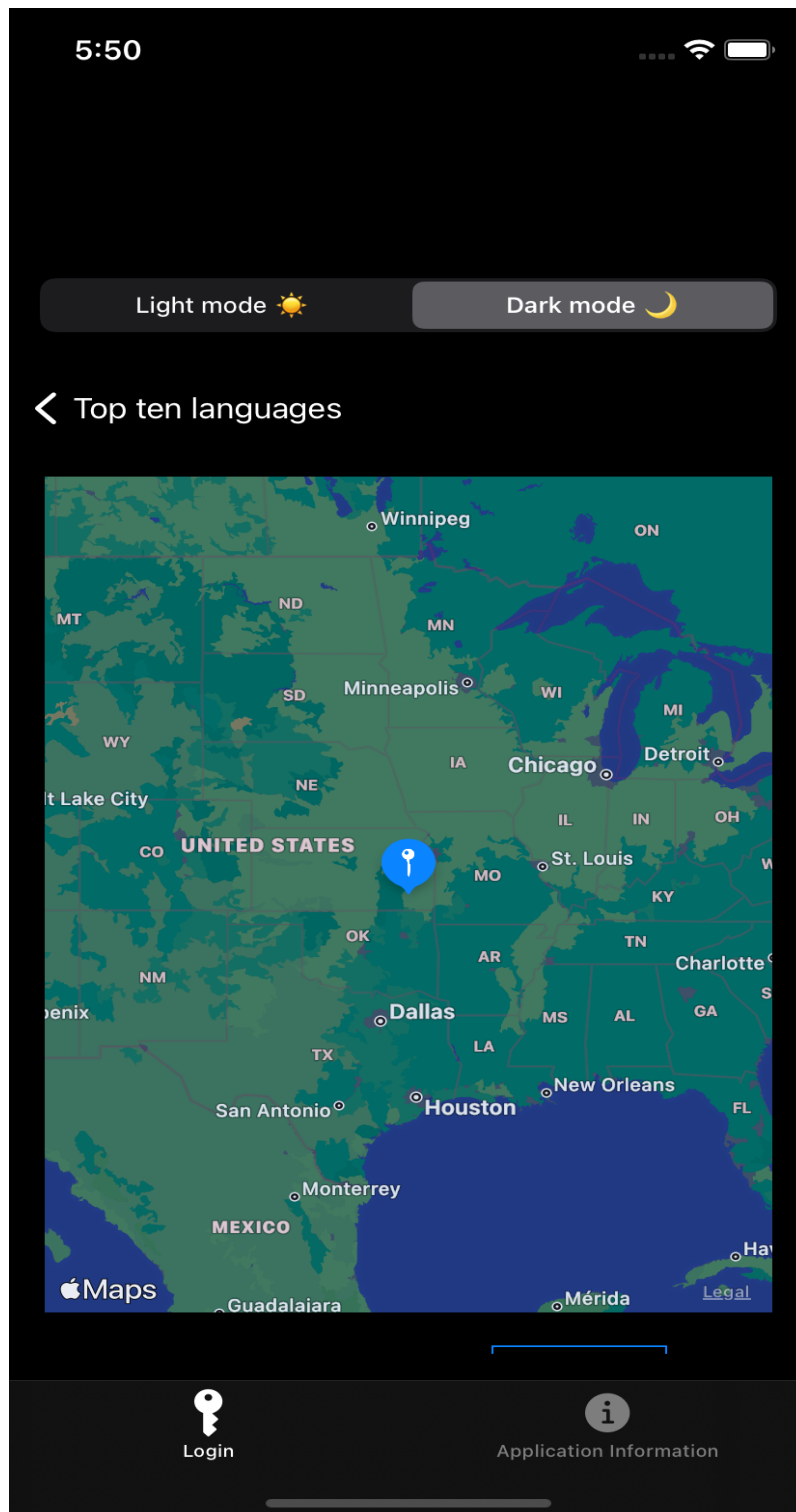 5:50
Light mode ☀️
Dark mode 🌙
Top ten languages
Winnipeg
ON
ND
MT
MN
Minneapolis
SD
WI
MI
WY
IA
Chicago
Detroit
NE
lt Lake City
IL
IN
OH
UNITED STATES
CO
St. Louis
MO
W
KY
OK
TN
AR
Charlotte
NM
S
enix
Dallas
MS
AL
GA
LA
TX
New Orleans
San Antonio
Houston
FL
Monterrey
MEXICO
Ha
Maps
Mérida
Legal
Guadalajara
Login
Application Information